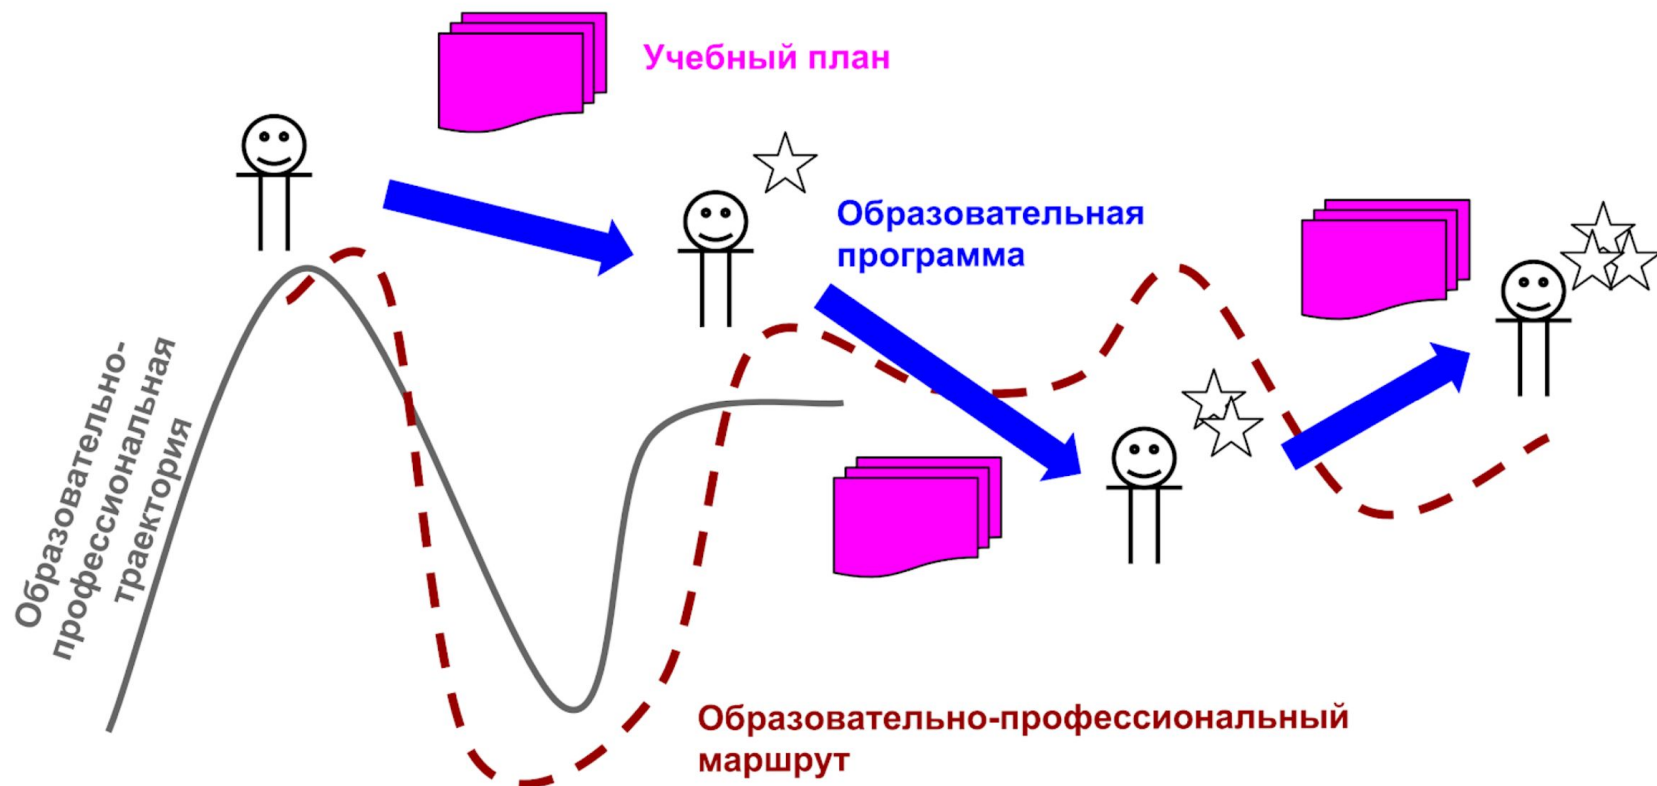 Учебный план
Образовательная
программа
Образовательно-
профессиональная
траектория
Образовательно-профессиональный
маршрут